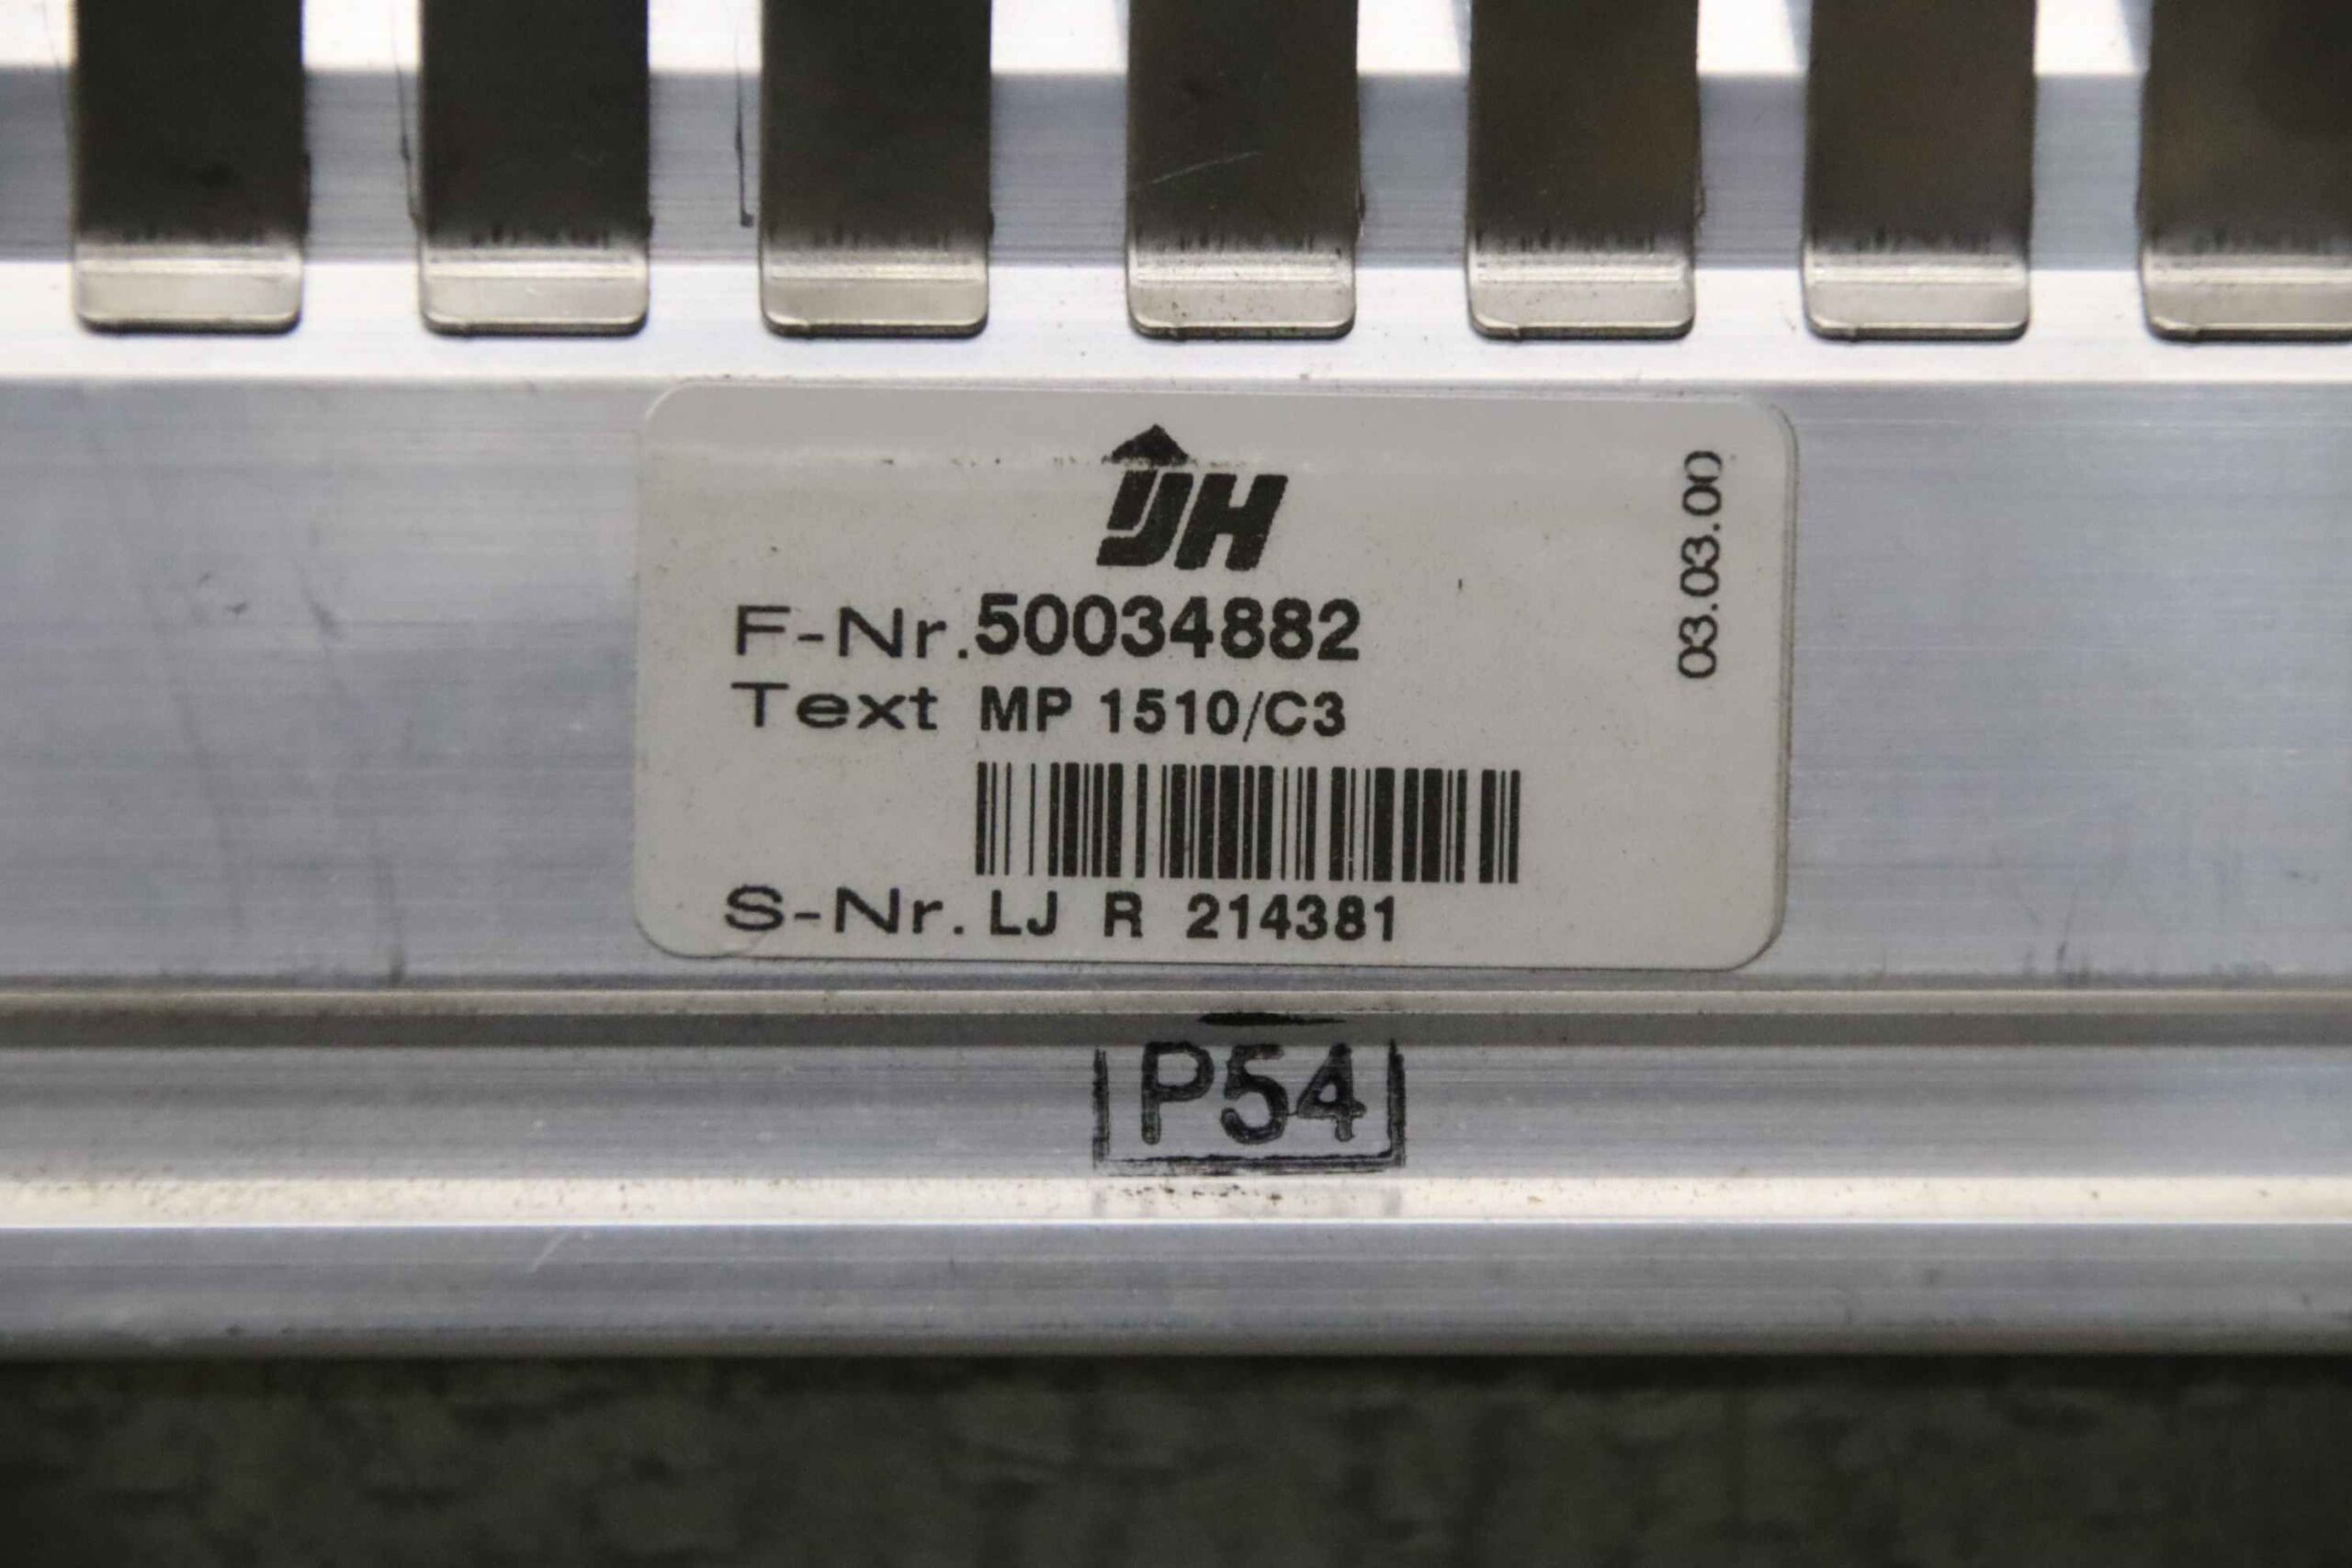 JH
F-Nr. 50034882
Text MP 1510/C3
S-Nr. LJ R 214381
03.03.00
P54